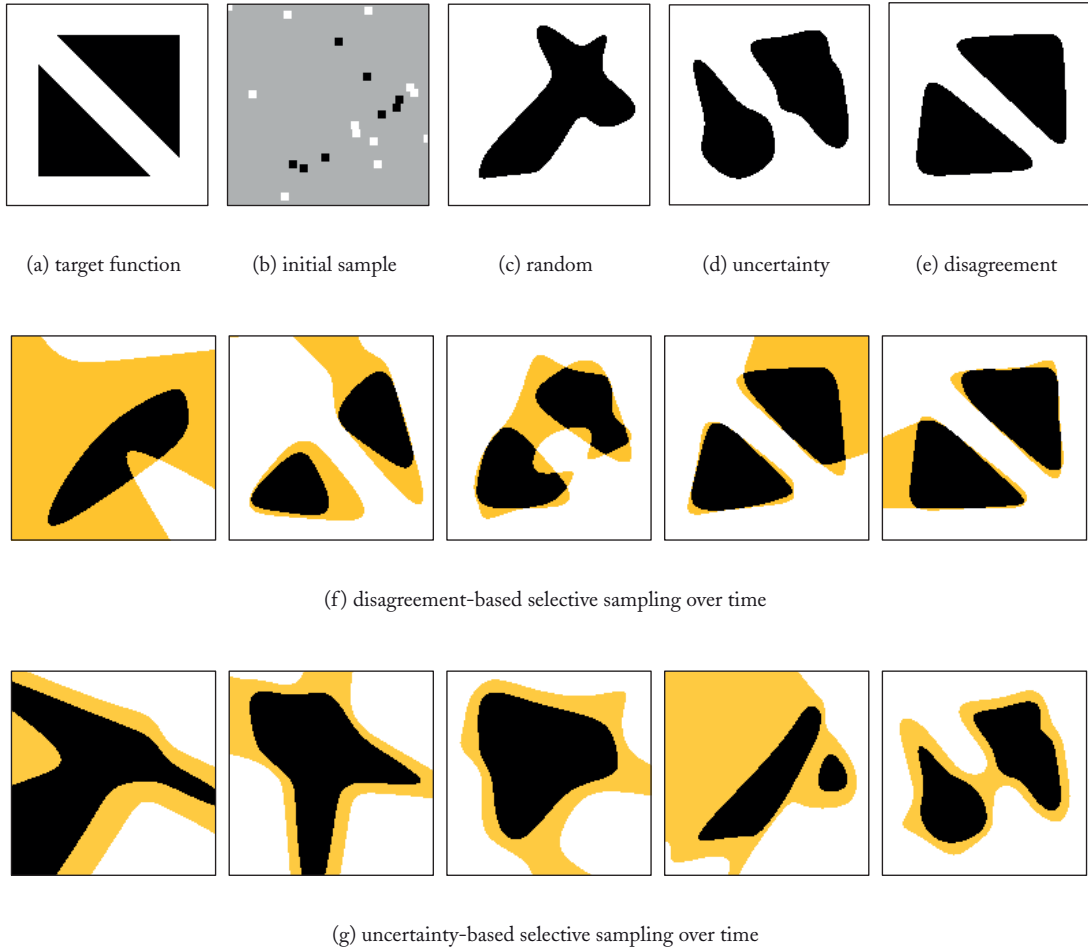 (a) target function
(b) initial sample
(c) random
(d) uncertainty
(e) disagreement
(f) disagreement-based selective sampling over time
(g) uncertainty-based selective sampling over time